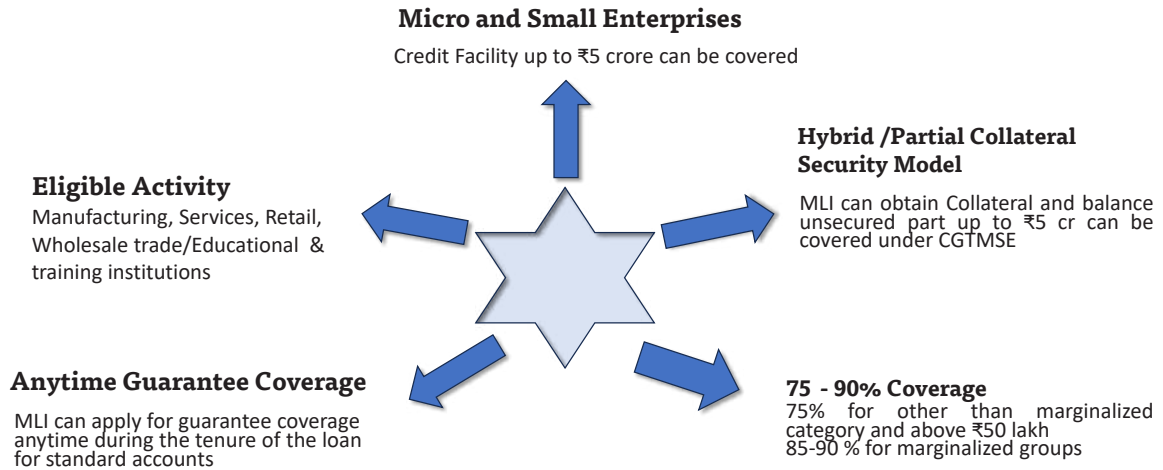 Micro and Small Enterprises
Credit Facility up to ₹5 crore can be covered
Hybrid /Partial Collateral
Security Model
MLI can obtain Collateral and balance
unsecured part up to ₹5 cr can be
covered under CGTMSE
Eligible Activity
Manufacturing, Services, Retail,
Wholesale trade/Educational &
training institutions
Anytime Guarantee Coverage
MLI can apply for guarantee coverage
anytime during the tenure of the loan
for standard accounts
75 - 90% Coverage
75% for other than marginalized
category and above ₹50 lakh
85-90 % for marginalized groups